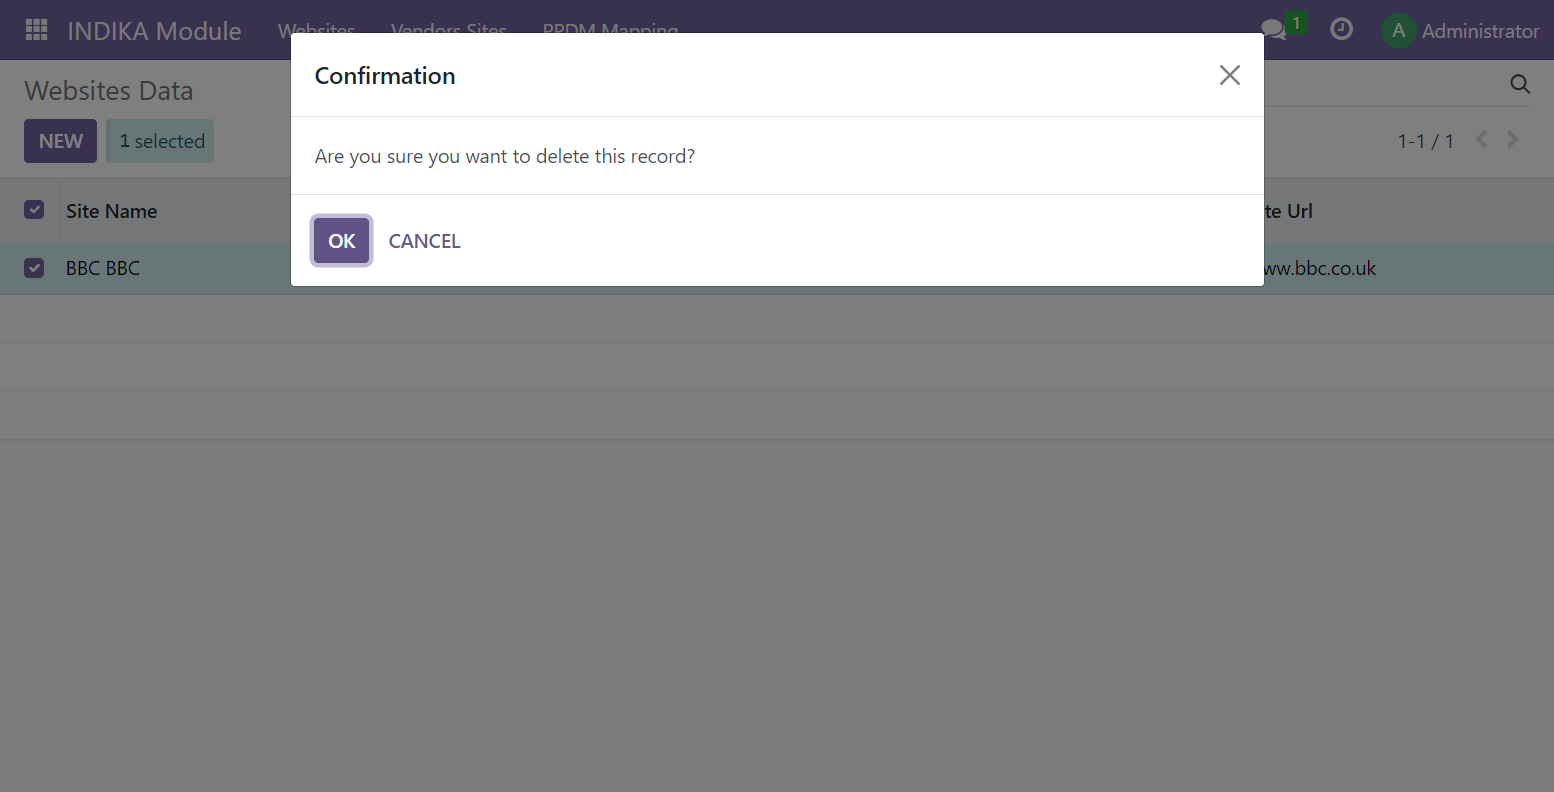 INDIKA Module Websites Vendors Sites PPDM Mapping 1 A Administrator
Confirmation
Websites Data
NEW 1 selected
Are you sure you want to delete this record?
1-1 / 1
Site Name te Url
OK CANCEL
BBC BBC ww.bbc.co.uk